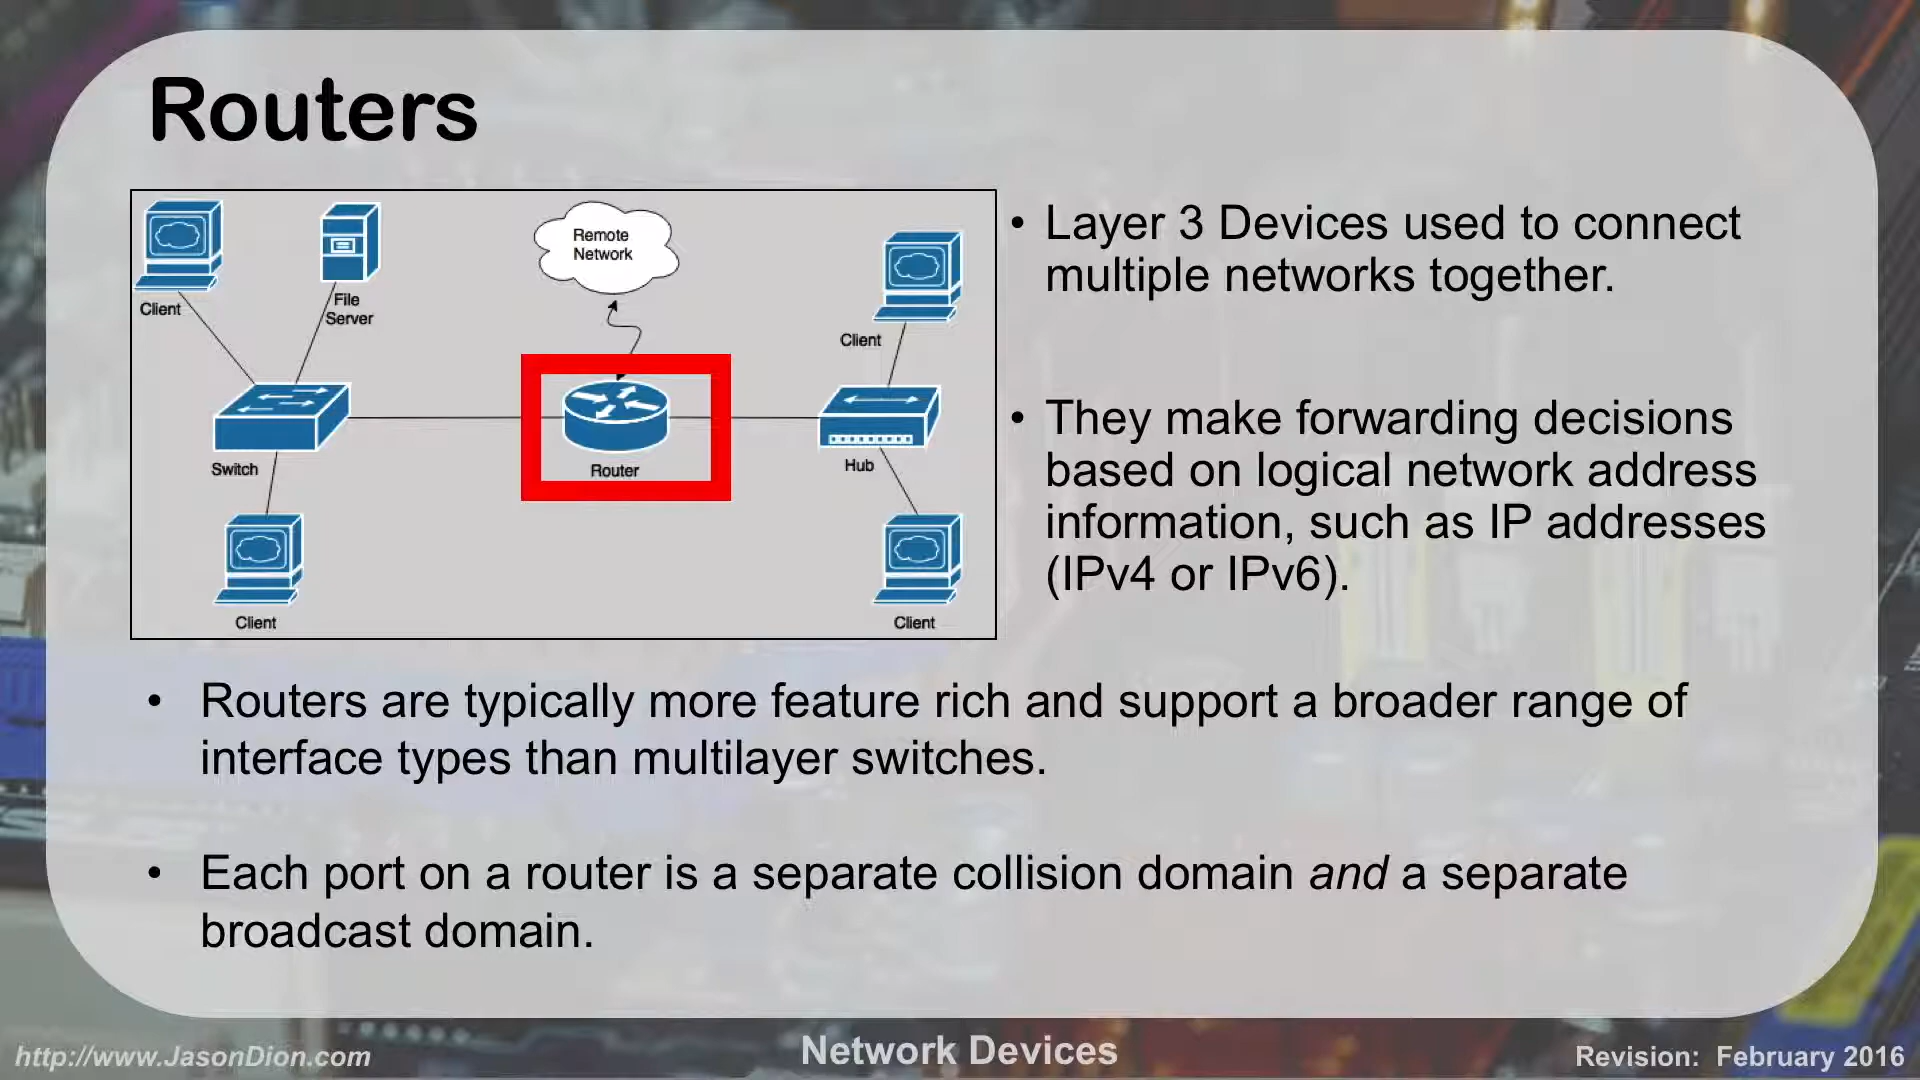 Routers
Remote
Network
Client
File
Server
Client
Switch
Router
Hub
Client
Client
• Layer 3 Devices used to connect
multiple networks together.
• They make forwarding decisions
based on logical network address
information, such as IP addresses
(IPv4 or IPv6).
• Routers are typically more feature rich and support a broader range of
interface types than multilayer switches.
• Each port on a router is a separate collision domain and a separate
broadcast domain.
http://www.JasonDion.com
Network Devices
Revision: February 2016